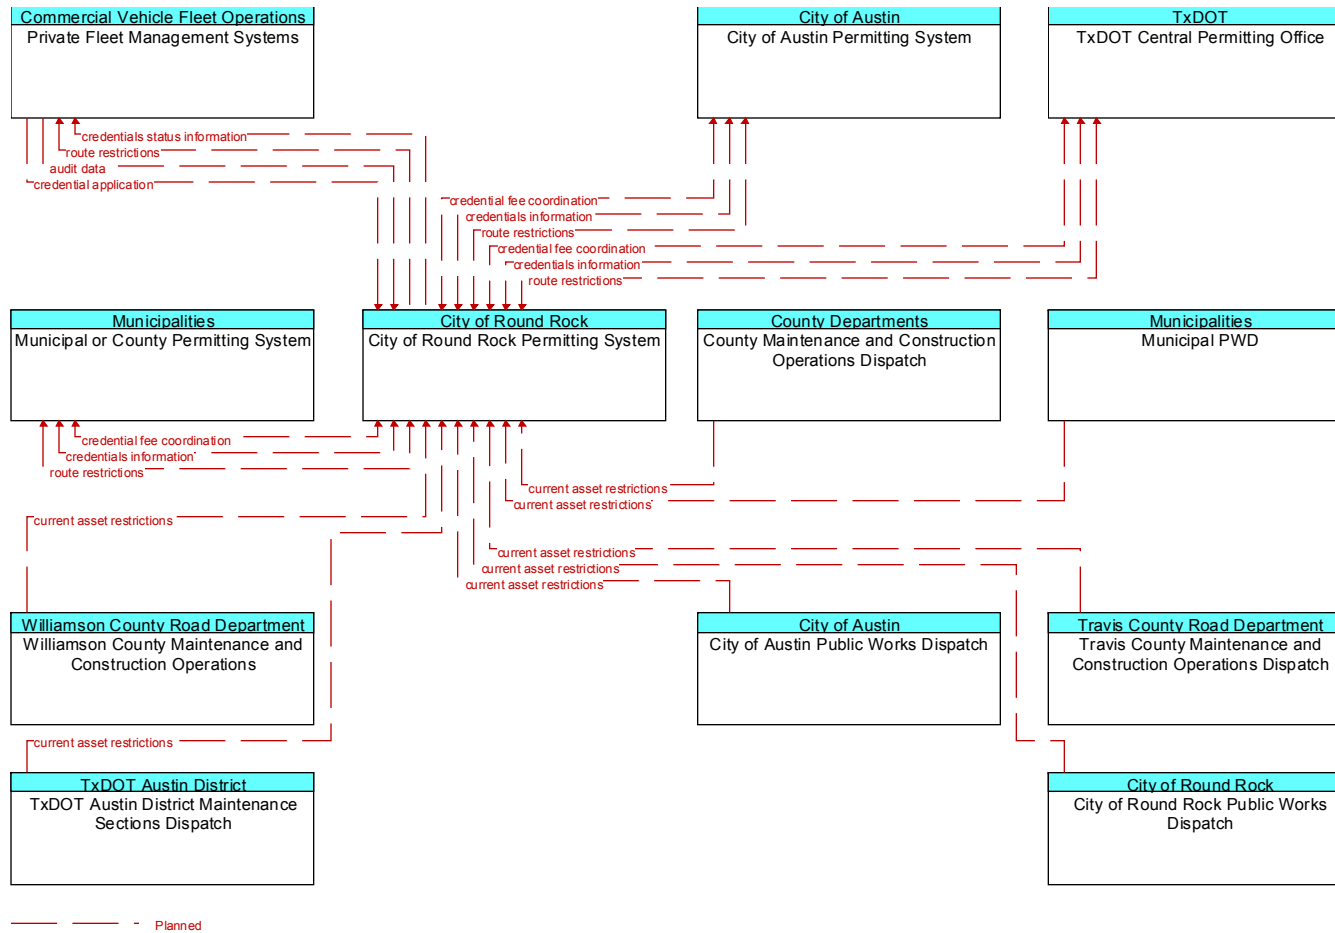 Commercial Vehicle Fleet Operations
Private Fleet Management Systems
City of Austin
City of Austin Permitting System
TxDOT
TxDOT Central Permitting Office
credentials status information
route restrictions
audit data
credential application
credential fee coordination
credentials information
route restrictions
credential fee coordination
credentials information
route restrictions
Municipalities
Municipal or County Permitting System
City of Round Rock
City of Round Rock Permitting System
County Departments
County Maintenance and Construction
Operations Dispatch
Municipalities
Municipal PWD
credential fee coordination
credentials information
route restrictions
current asset restrictions
current asset restrictions
current asset restrictions
current asset restrictions
current asset restrictions
current asset restrictions
Williamson County Road Department
Williamson County Maintenance and
Construction Operations
City of Austin
City of Austin Public Works Dispatch
Travis County Road Department
Travis County Maintenance and
Construction Operations Dispatch
current asset restrictions
TxDOT Austin District
TxDOT Austin District Maintenance
Sections Dispatch
City of Round Rock
City of Round Rock Public Works
Dispatch
Planned